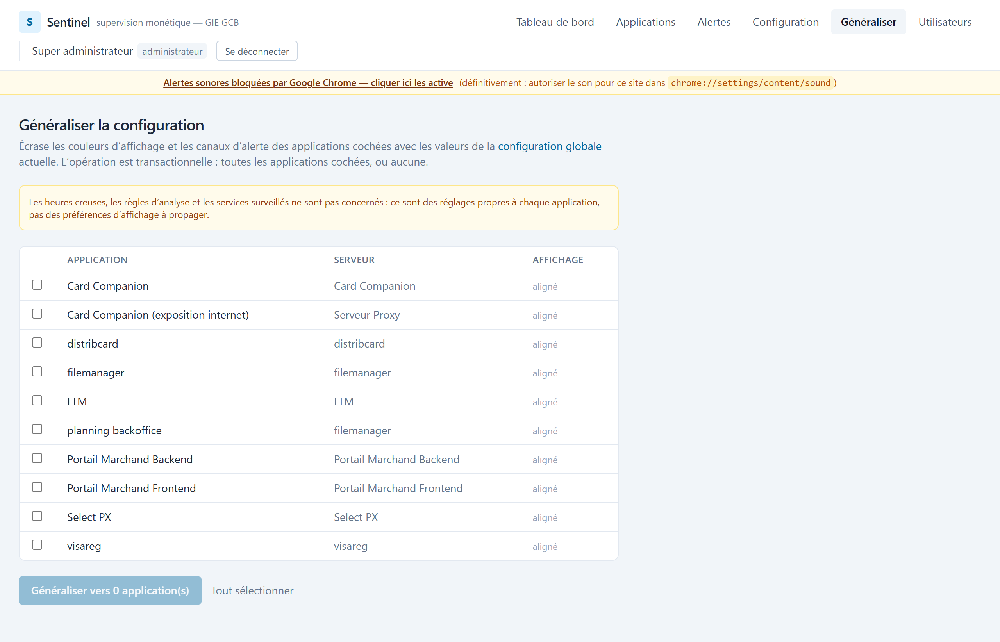 S Sentinel supervision monétique — GIE GCB Tableau de bord Applications Alertes Configuration Généraliser Utilisateurs
Super administrateur administrateur Se déconnecter
Alertes sonores bloquées par Google Chrome — cliquer ici les active (définitivement : autoriser le son pour ce site dans chrome://settings/content/sound)
Généraliser la configuration
Écrase les couleurs d’affichage et les canaux d’alerte des applications cochées avec les valeurs de la configuration globale
actuelle. L’opération est transactionnelle : toutes les applications cochées, ou aucune.
Les heures creuses, les règles d’analyse et les services surveillés ne sont pas concernés : ce sont des réglages propres à chaque application,
pas des préférences d’affichage à propager.
APPLICATION SERVEUR AFFICHAGE
Card Companion Card Companion aligné
Card Companion (exposition internet) Serveur Proxy aligné
distribcard distribcard aligné
filemanager filemanager aligné
LTM LTM aligné
planning backoffice filemanager aligné
Portail Marchand Backend Portail Marchand Backend aligné
Portail Marchand Frontend Portail Marchand Frontend aligné
Select PX Select PX aligné
visareg visareg aligné
Généraliser vers 0 application(s) Tout sélectionner